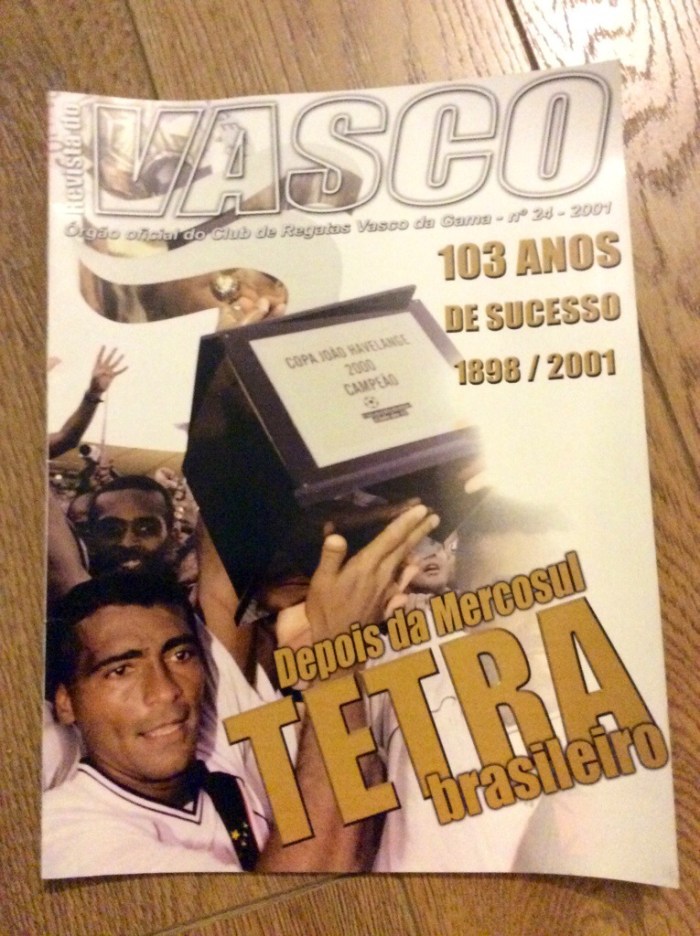 Revista do
VASCO
Órgão oficial do Club de Regatas Vasco da Gama - nº 24 - 2001
103 ANOS
DE SUCESSO
1898 / 2001
COPA JOÃO HAVELANGE
2000
CAMPEÃO
Depois da Mercosul
TETRA
brasileiro